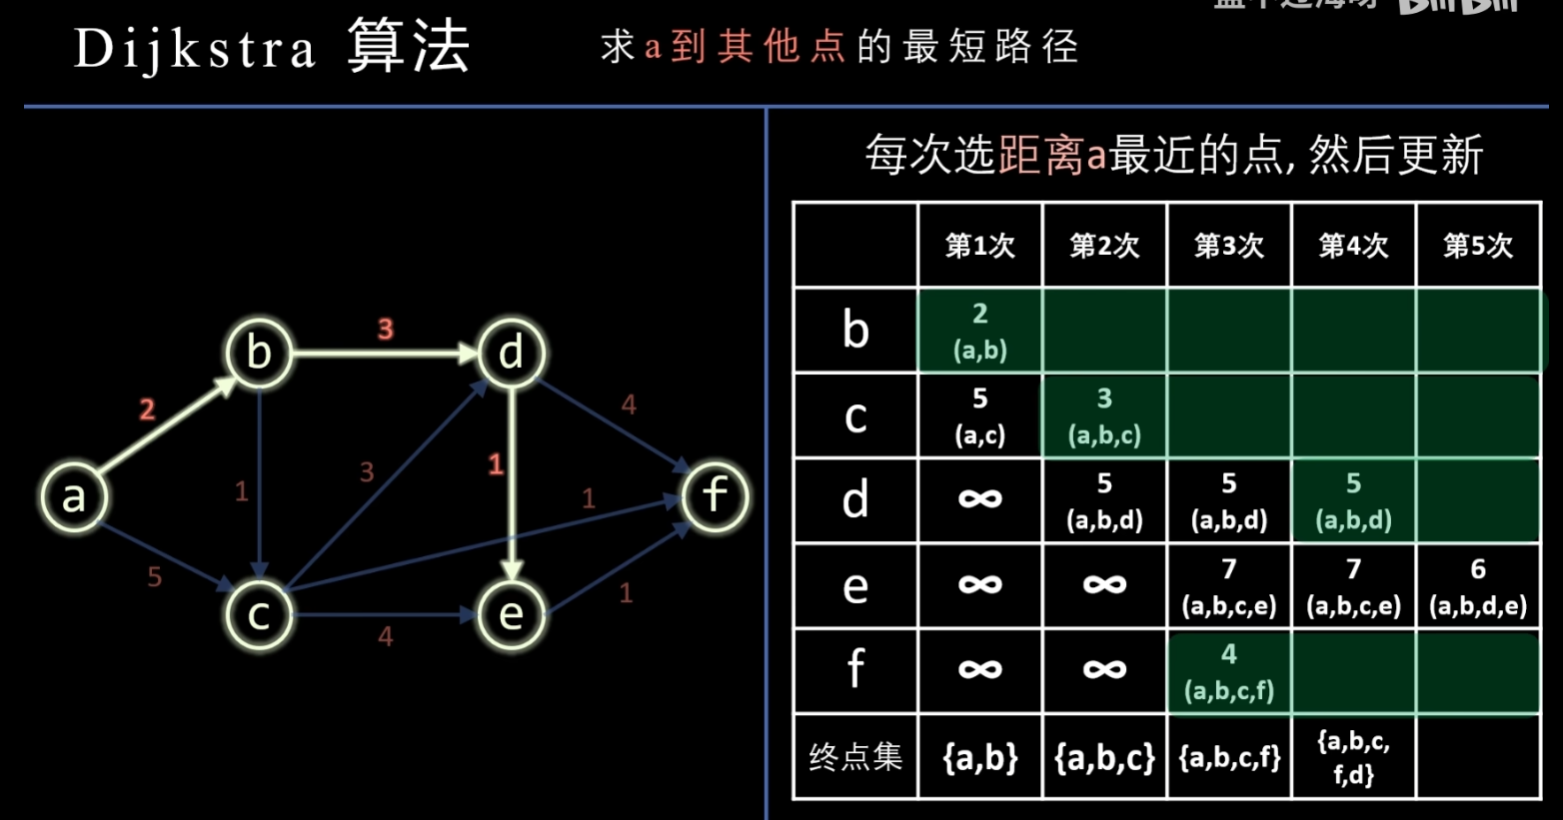 Dijkstra 算法
求a到其他点的最短路径
每次选距离a最近的点,然后更新
b
3
d
2
4
a
1
3
1
1
f
5
c
4
e
1
第1次 第2次 第3次 第4次 第5次
b 2
(a,b)
c 5 3
(a,c) (a,b,c)
d ∞ 5 5 5
(a,b,d) (a,b,d) (a,b,d)
e ∞ ∞ 7 7 6
(a,b,c,e) (a,b,c,e) (a,b,d,e)
f ∞ ∞ 4
(a,b,c,f)
终点集 {a,b} {a,b,c} {a,b,c,f} {a,b,c,
f,d}